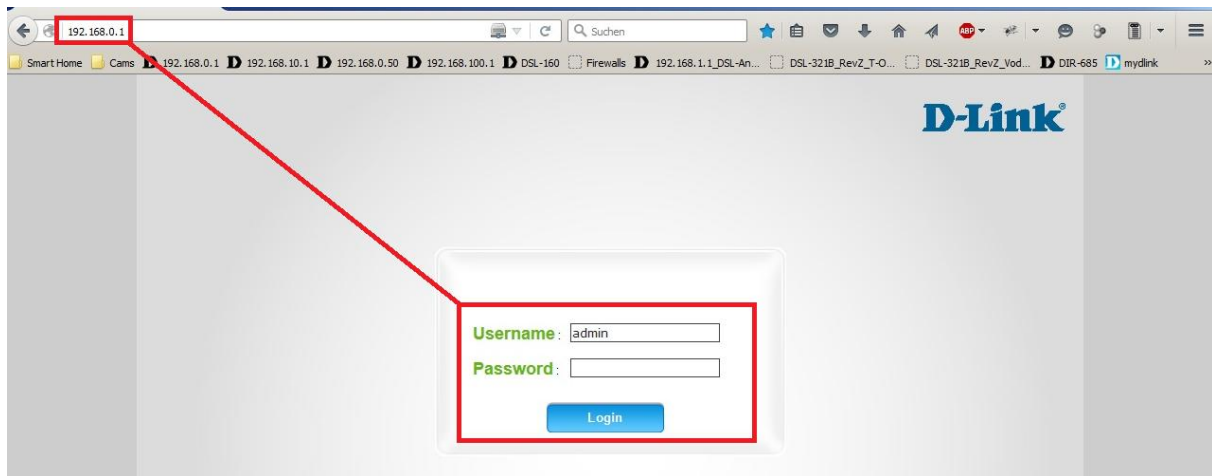 192.168.0.1 Suchen ABP
Smart Home Cams D 192.168.0.1 D 192.168.10.1 D 192.168.0.50 D 192.168.100.1 D DSL-160 Firewalls D 192.168.1.1_DSL-An... DSL-321B_RevZ_T-O... DSL-321B_RevZ_Vod... D DIR-685 D mydlink »
D-Link®
Username : admin
Password :
Login